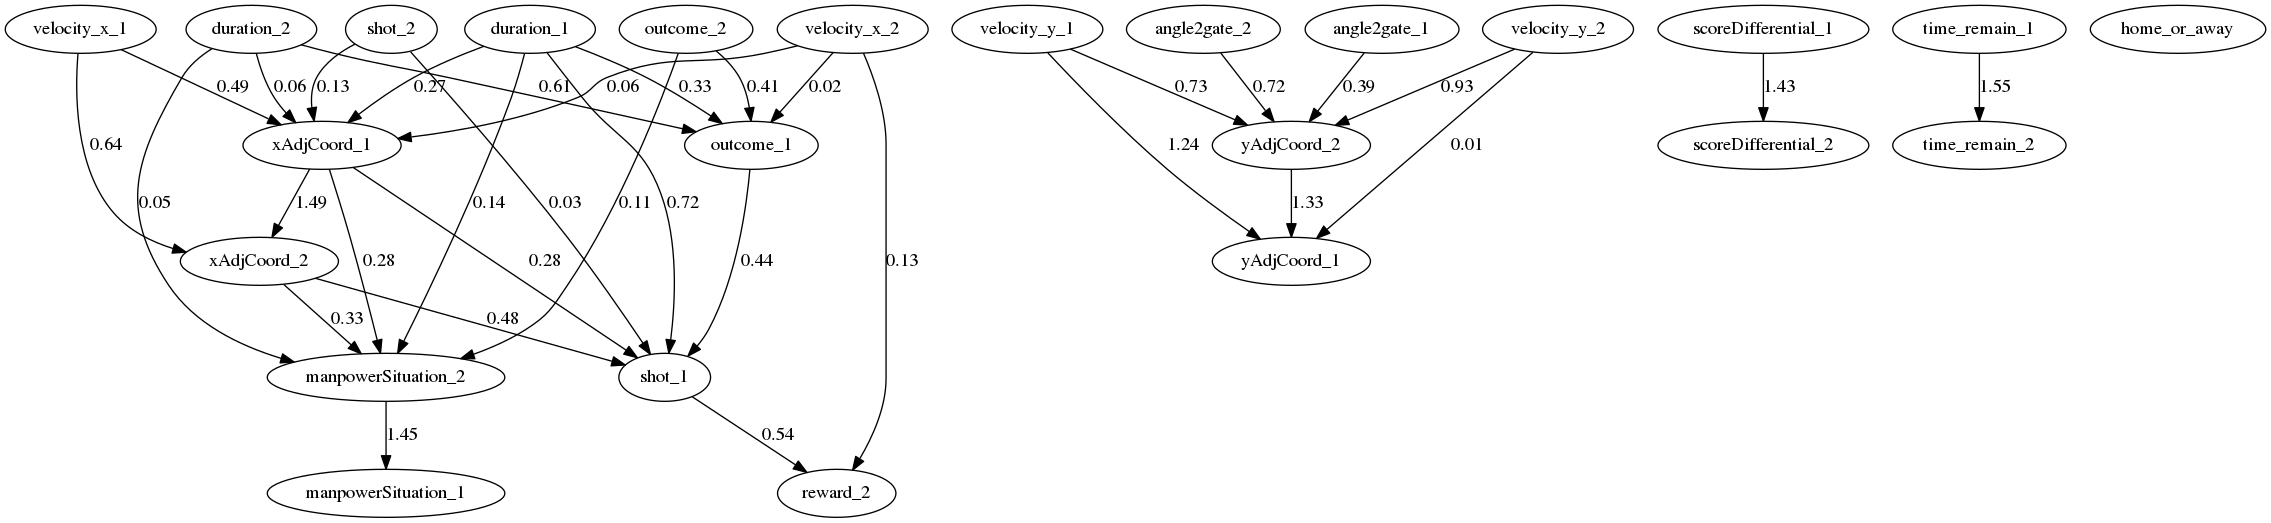 velocity_x_1
duration_2
shot_2
duration_1
outcome_2
velocity_x_2
velocity_y_1
angle2gate_2
angle2gate_1
velocity_y_2
scoreDifferential_1
time_remain_1
home_or_away
0.49
0.06
0.13
0.27
0.61
0.06
0.33
0.41
0.02
0.73
0.72
0.39
0.93
1.43
1.55
xAdjCoord_1
outcome_1
yAdjCoord_2
scoreDifferential_2
time_remain_2
0.64
1.24
0.01
0.05
1.49
0.14
0.03
0.11
0.72
1.33
xAdjCoord_2
0.28
0.28
0.44
0.13
yAdjCoord_1
0.33
0.48
manpowerSituation_2
shot_1
1.45
0.54
manpowerSituation_1
reward_2